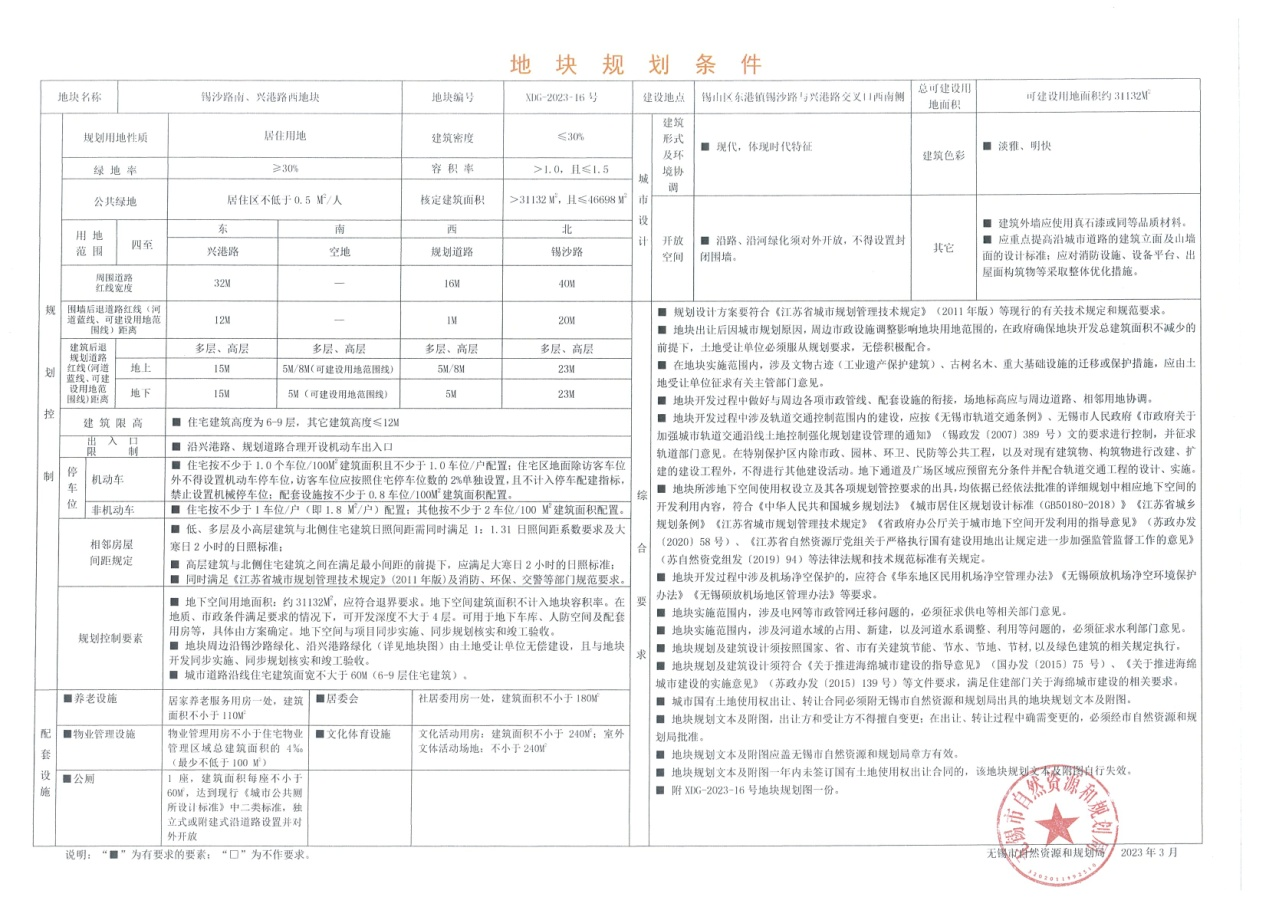 地块规划条件
地块名称 锡沙路南、兴港路西地块 地块编号 XDG-2023-16号 建设地点 锡山区东港镇锡沙路与兴港路交叉口西南侧 总可建设用地面积 可建设用地面积约31132M²
规划控制
规划用地性质 居住用地 建筑密度 ≤30%
绿地率 ≥30% 容积率 >1.0,且≤1.5
公共绿地 居住区不低于0.5 M²/人 核定建筑面积 >31132 M²,且≤46698 M²
用地范围 四至 东 南 西 北
兴港路 空地 规划道路 锡沙路
周围道路
红线宽度 32M — 16M 40M
围墙后退道路红线(河
道蓝线、可建设用地范
围线)距离 12M — 1M 20M
建筑后退
规划道路
红线(河道
蓝线、可建
设用地范
围线)距离
多层、高层 多层、高层 多层、高层 多层、高层
地上 15M 5M/8M(可建设用地范围线) 5M/8M 23M
地下 15M 5M(可建设用地范围线) 5M 23M
建筑限高 ■ 住宅建筑高度为6-9层,其它建筑高度≤12M
出入口
限制 ■ 沿兴港路、规划道路合理开设机动车出入口
停车位
机动车 ■ 住宅按不少于1.0个车位/100M²建筑面积且不少于1.0车位/户配置;住宅区地面除访客车位
外不得设置机动车停车位,访客车位应按照住宅停车位数的2%单独设置,且不计入停车配建指标,
禁止设置机械停车位;配套设施按不少于0.8车位/100M²建筑面积配置。
非机动车 ■ 住宅按不少于1车位/户(即1.8 M²/户)配置;其他按不少于2车位/100 M²建筑面积配置。
相邻房屋
间距规定
■ 低、多层及小高层建筑与北侧住宅建筑日照间距需同时满足1:1.31日照间距系数要求及大
寒日2小时的日照标准;
■ 高层建筑与北侧住宅建筑之间在满足最小间距的前提下,应满足大寒日2小时的日照标准;
■ 同时满足《江苏省城市规划管理技术规定》(2011年版)及消防、环保、交警等部门规范要求。
规划控制要素
■ 地下空间用地面积:约31132M²,应符合退界要求。地下空间建筑面积不计入地块容积率。在
地质、市政条件满足要求的情况下,可开发深度不大于4层。可用于地下车库、人防空间及配套
用房等,具体由方案确定。地下空间与项目同步实施、同步规划核实和竣工验收。
■ 地块周边沿锡沙路绿化、沿兴港路绿化(详见地块图)由土地受让单位无偿建设,且与地块
开发同步实施、同步规划核实和竣工验收。
■ 城市道路沿线住宅建筑面宽不大于60M(6-9层住宅建筑)。
配套设施
■养老设施 居家养老服务用房一处,建筑
面积不小于110M² ■居委会 社居委用房一处,建筑面积不小于180M²
■物业管理设施 物业管理用房不小于住宅物业
管理区域总建筑面积的4‰
(最少不低于100 M²) ■文化体育设施 文化活动用房:建筑面积不小于240M²;室外
文体活动场地:不小于240M²
■公厕 1座,建筑面积每座不小于
60M²,达到现行《城市公共厕
所设计标准》中二类标准,独
立式或附建式沿道路设置并对
外开放
城市设计
建筑
形式
及环
境协
调 ■ 现代,体现时代特征 建筑色彩 ■ 淡雅、明快
开放
空间 ■ 沿路、沿河绿化须对外开放,不得设置封
闭围墙。 其它
■ 建筑外墙应使用真石漆或同等品质材料。
■ 应重点提高沿城市道路的建筑立面及山墙
面的设计标准;应对消防设施、设备平台、出
屋面构筑物等采取整体优化措施。
综合要求
■ 规划设计方案要符合《江苏省城市规划管理技术规定》(2011年版)等现行的有关技术规定和规范要求。
■ 地块出让后因城市规划原因,周边市政设施调整影响地块用地范围的,在政府确保地块开发总建筑面积不减少的
前提下,土地受让单位必须服从规划要求,无偿积极配合。
■ 在地块实施范围内,涉及文物古迹(工业遗产保护建筑)、古树名木、重大基础设施的迁移或保护措施,应由土
地受让单位征求有关主管部门意见。
■ 地块开发过程中做好与周边各项市政管线、配套设施的衔接,场地标高应与周边道路、相邻用地协调。
■ 地块开发过程中涉及轨道交通控制范围内的建设,应按《无锡市轨道交通条例》、无锡市人民政府《市政府关于
加强城市轨道交通沿线土地控制强化规划建设管理的通知》(锡政发〔2007〕389 号)文的要求进行控制,并征求
轨道部门意见。在特别保护区内除市政、园林、环卫、民防等公共工程,以及对现有建筑物、构筑物进行改建、扩
建的建设工程外,不得进行其他建设活动。地下通道及广场区域应预留充分条件并配合轨道交通工程的设计、实施。
■ 地块所涉地下空间使用权设立及其各项规划管控要求的出具,均依据已经依法批准的详细规划中相应地下空间的
开发利用内容,符合《中华人民共和国城乡规划法》《城市居住区规划设计标准(GB50180-2018)》《江苏省城乡
规划条例》《江苏省城市规划管理技术规定》《省政府办公厅关于城市地下空间开发利用的指导意见》(苏政办发
〔2020〕58号)、《江苏省自然资源厅党组关于严格执行国有建设用地出让规定进一步加强监管监督工作的意见》
(苏自然资党组发〔2019〕94)等法律法规和技术规范标准有关规定。
■ 地块开发过程中涉及机场净空保护的,应符合《华东地区民用机场净空管理办法》《无锡硕放机场净空环境保护
办法》《无锡硕放机场地区管理办法》等要求。
■ 地块实施范围内,涉及电网等市政管网迁移问题的,必须征求供电等相关部门意见。
■ 地块实施范围内,涉及河道水域的占用、新建,以及河道水系调整、利用等问题的,必须征求水利部门意见。
■ 地块规划及建筑设计须按照国家、省、市有关建筑节能、节水、节地、节材,以及绿色建筑的相关规定执行,
■ 地块规划及建筑设计须符合《关于推进海绵城市建设的指导意见》(国办发〔2015〕75 号)、《关于推进海绵
城市建设的实施意见》(苏政办发〔2015〕139号)等文件要求,满足住建部门关于海绵城市建设的相关要求。
■ 城市国有土地使用权出让、转让合同必须附无锡市自然资源和规划局出具的地块规划文本及附图。
■ 地块规划文本及附图,出让方和受让方不得擅自变更;在出让、转让过程中确需变更的,必须经市自然资源和规
划局批准。
■ 地块规划文本及附图应盖无锡市自然资源和规划局章方有效。
■ 地块规划文本及附图一年内未签订国有土地使用权出让合同的,该地块规划文本及附图自行失效。
■ 附XDG-2023-16号地块规划图一份。
无锡市自然资源和规划局
说明:“■”为有要求的要素;“□”为不作要求。
无锡市自然资源和规划局 2023年3月